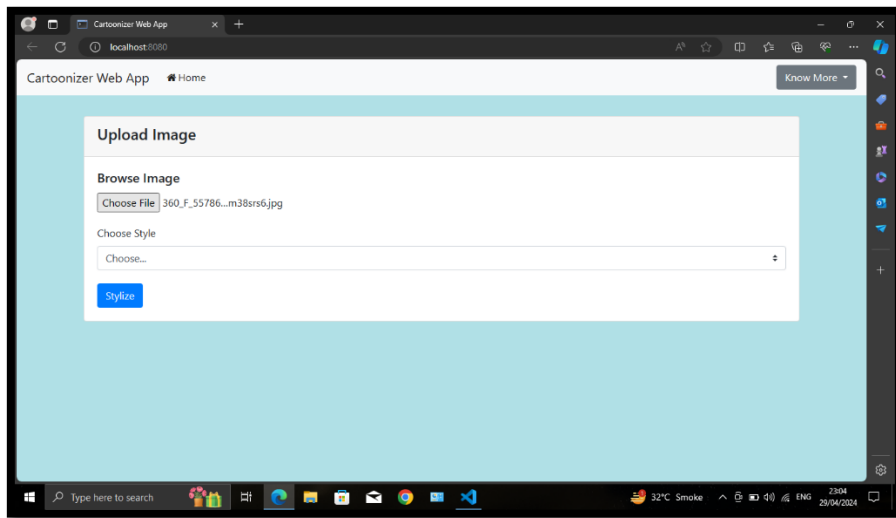 Cartoonizer Web App
localhost:8080
Cartoonizer Web App Home Know More
Upload Image
Browse Image
Choose File 360_F_55786...m38srs6.jpg
Choose Style
Choose...
Stylize
Type here to search 32°C Smoke ENG 23:04
29/04/2024